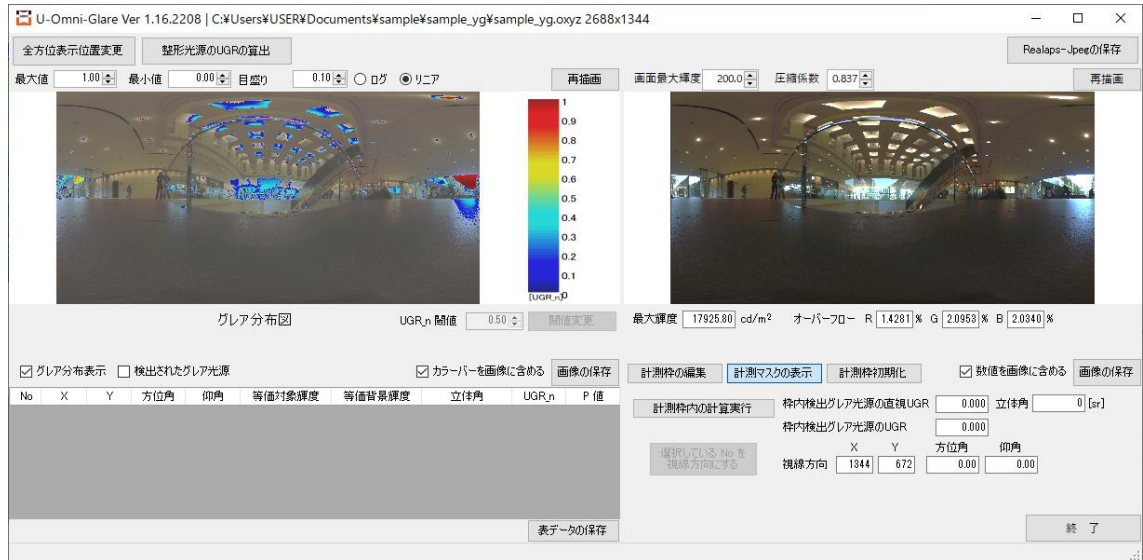 U-Omni-Glare Ver 1.16.2208 | C:¥Users¥USER¥Documents¥sample¥sample_yg¥sample_yg.oxyz 2688x1344
全方位表示位置変更 整形光源のUGRの算出 Realaps-Jpegの保存
最大値 1.00 最小値 0.00 目盛り 0.10 ログ リニア 再描画 画面最大輝度 200.0 圧縮係数 0.837 再描画
1
0.9
0.8
0.7
0.6
0.5
0.4
0.3
0.2
0.1
[UGR_n]0
グレア分布図 UGR_n 閾値 0.50 閾値変更 最大輝度 17925.80 cd/m² オーバーフロー R 1.4281 % G 2.0953 % B 2.0340 %
グレア分布表示 検出されたグレア光源 カラーバーを画像に含める 画像の保存 計測枠の編集 計測マスクの表示 計測枠初期化 数値を画像に含める 画像の保存
No X Y 方位角 仰角 等価対象輝度 等価背景輝度 立体角 UGR_n P 値
計測枠内の計算実行 枠内検出グレア光源の直視UGR 0.000 立体角 0 [sr]
枠内検出グレア光源のUGR 0.000
選択している No を
視線方向にする
X Y 方位角 仰角
視線方向 1344 672 0.00 0.00
表データの保存 終 了